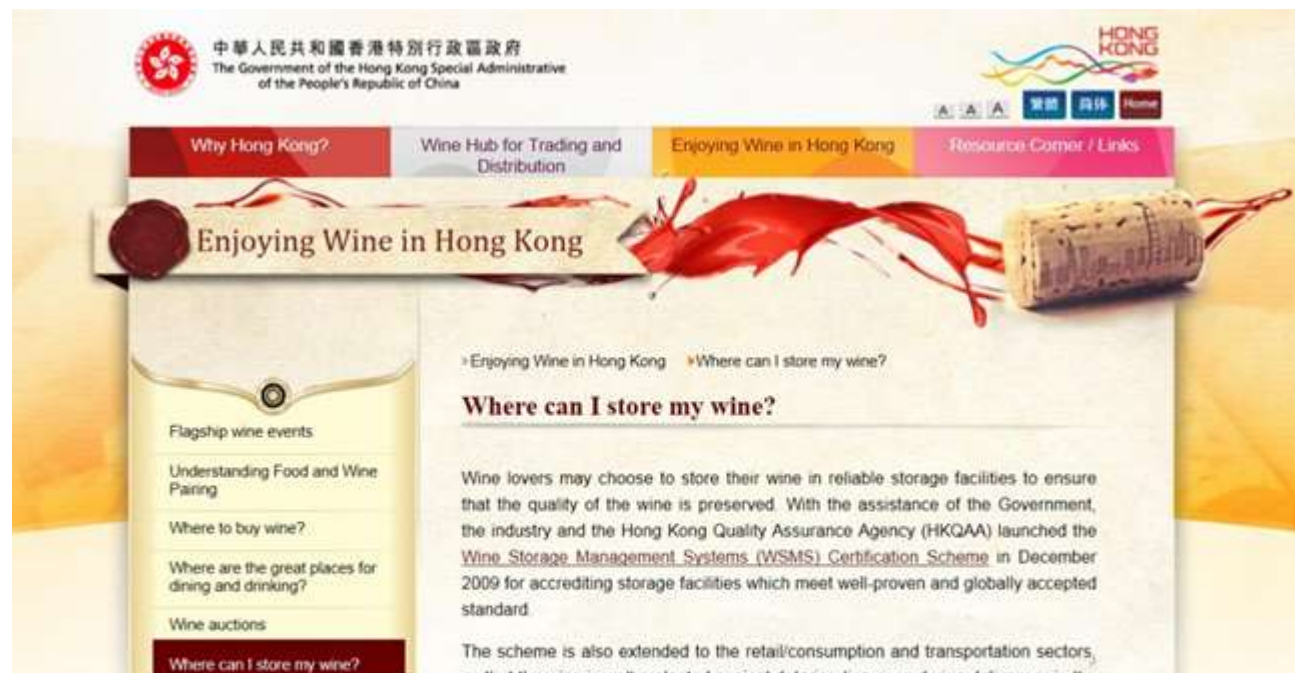 中華人民共和國香港特別行政區政府
The Government of the Hong Kong Special Administrative
of the People's Republic of China
HONG
KONG
A A A 繁體 简体 Home
Why Hong Kong?
Wine Hub for Trading and
Distribution
Enjoying Wine in Hong Kong
Resource Corner / Links
Enjoying Wine in Hong Kong
Enjoying Wine in Hong Kong Where can I store my wine?
Flagship wine events
Understanding Food and Wine
Pairing
Where to buy wine?
Where are the great places for
dining and drinking?
Wine auctions
Where can I store my wine?
Where can I store my wine?
Wine lovers may choose to store their wine in reliable storage facilities to ensure
that the quality of the wine is preserved. With the assistance of the Government,
the industry and the Hong Kong Quality Assurance Agency (HKQAA) launched the
Wine Storage Management Systems (WSMS) Certification Scheme in December
2009 for accrediting storage facilities which meet well-proven and globally accepted
standard.
The scheme is also extended to the retail/consumption and transportation sectors,